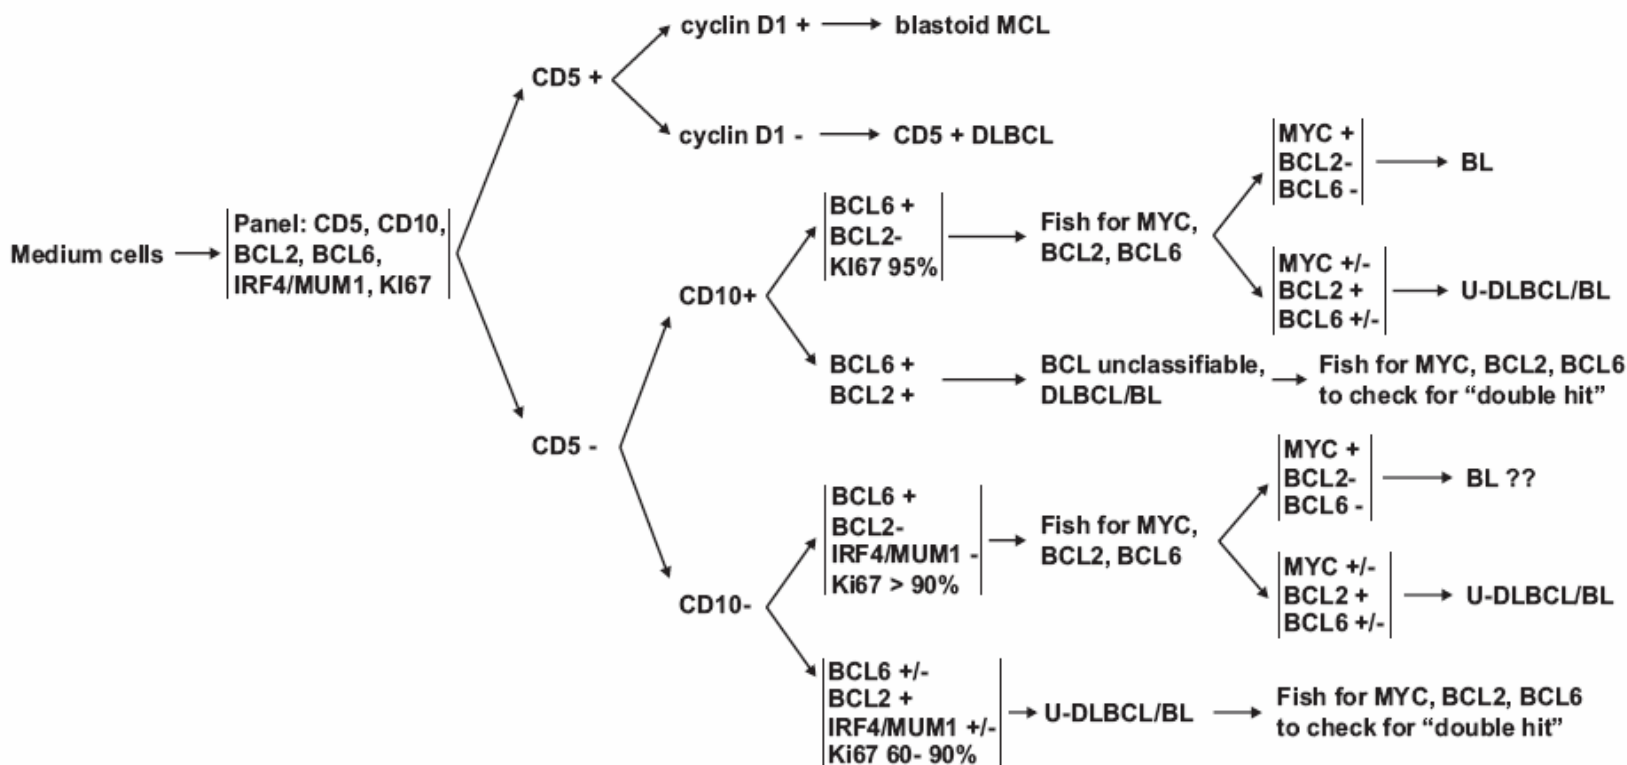 Medium cells
Panel: CD5, CD10,
BCL2, BCL6,
IRF4/MUM1, KI67
CD5 +
cyclin D1 +
blastoid MCL
cyclin D1 -
CD5 + DLBCL
CD5 -
CD10+
BCL6 +
BCL2-
KI67 95%
Fish for MYC,
BCL2, BCL6
MYC +
BCL2-
BCL6 -
BL
MYC +/-
BCL2 +
BCL6 +/-
U-DLBCL/BL
BCL6 +
BCL2 +
BCL unclassifiable,
DLBCL/BL
Fish for MYC, BCL2, BCL6
to check for “double hit”
CD10-
BCL6 +
BCL2-
IRF4/MUM1 -
Ki67 > 90%
Fish for MYC,
BCL2, BCL6
MYC +
BCL2-
BCL6 -
BL ??
MYC +/-
BCL2 +
BCL6 +/-
U-DLBCL/BL
BCL6 +/-
BCL2 +
IRF4/MUM1 +/-
Ki67 60- 90%
U-DLBCL/BL
Fish for MYC, BCL2, BCL6
to check for “double hit”